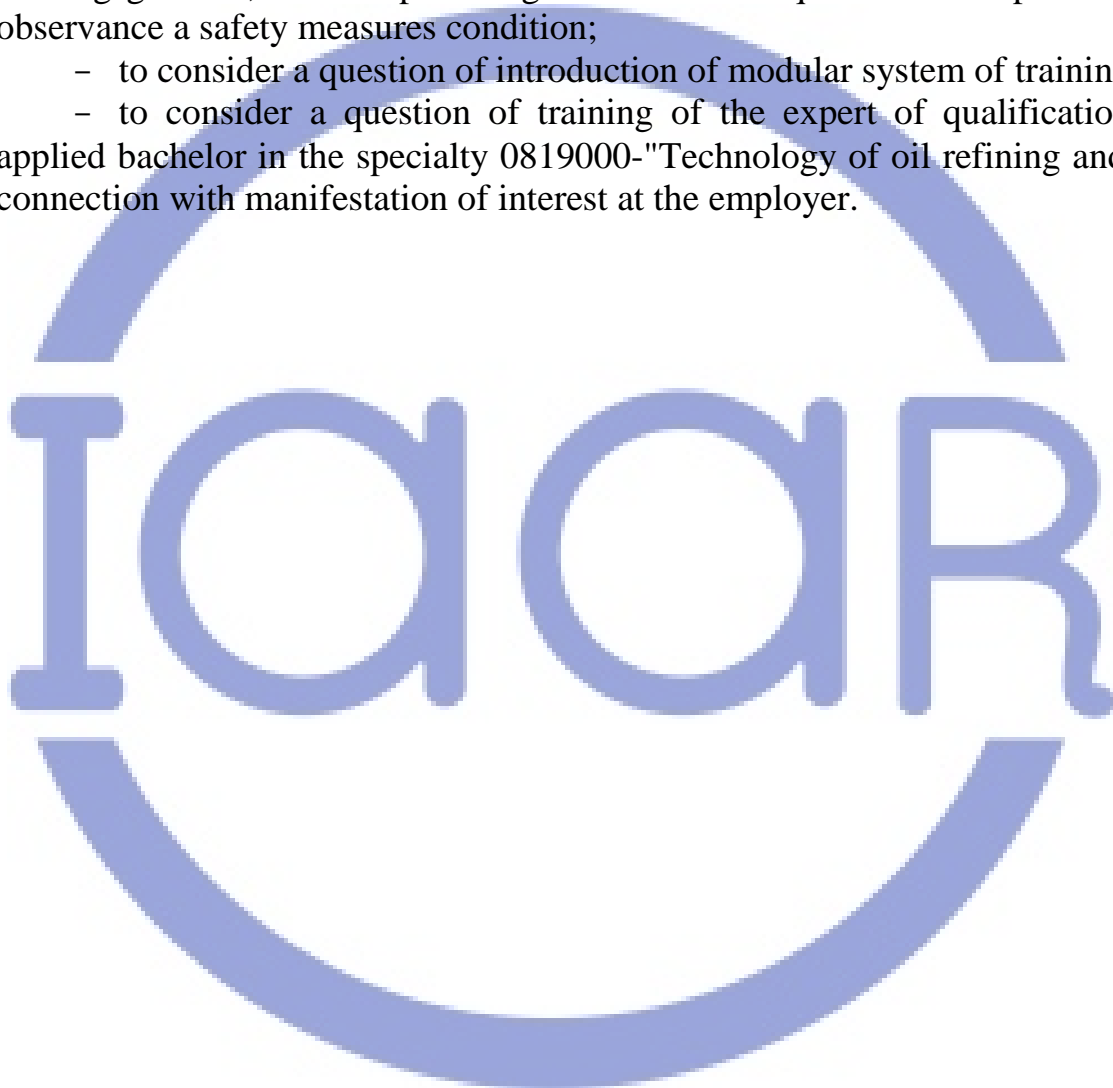 observance a safety measures condition;
– to consider a question of introduction of modular system of trainin
– to consider a question of training of the expert of qualificatio
applied bachelor in the specialty 0819000-"Technology of oil refining and
connection with manifestation of interest at the employer.
IaaR